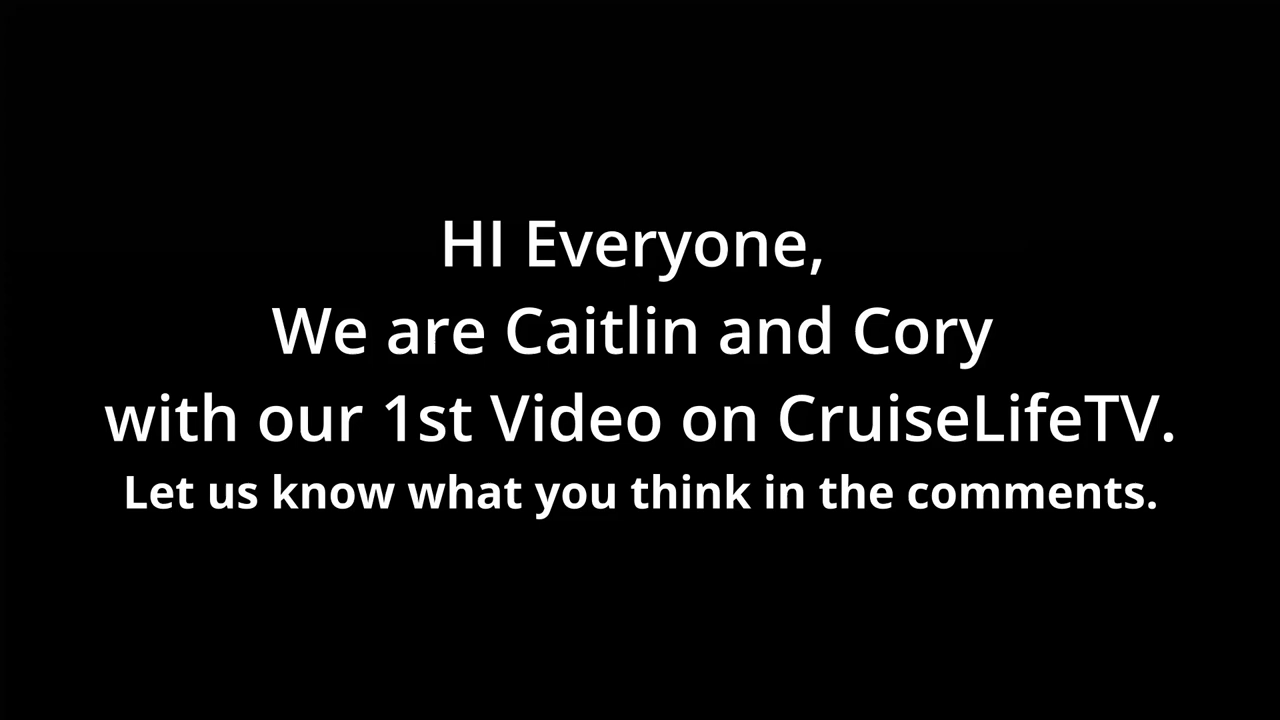 HI Everyone,
We are Caitlin and Cory
with our 1st Video on CruiseLifeTV.
Let us know what you think in the comments.